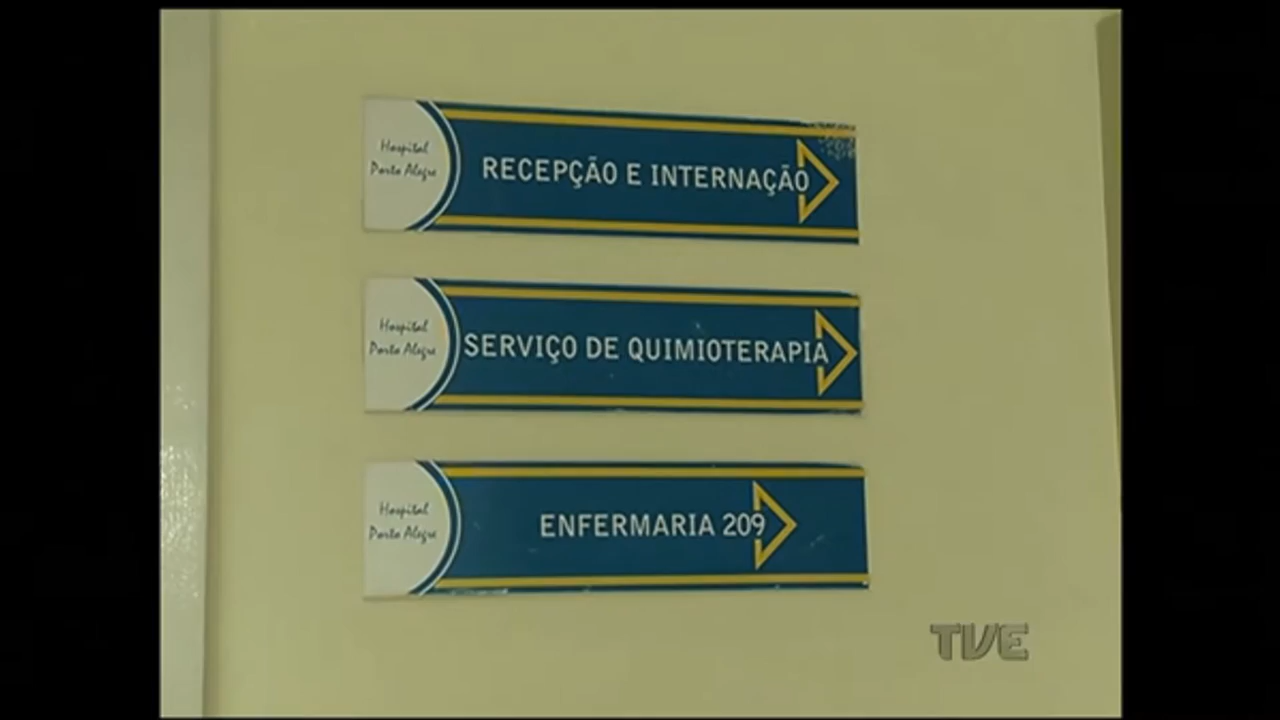 Hospital
Porto Alegre
RECEPÇÃO E INTERNAÇÃO
Hospital
Porto Alegre
SERVIÇO DE QUIMIOTERAPIA
Hospital
Porto Alegre
ENFERMARIA 209
TVE